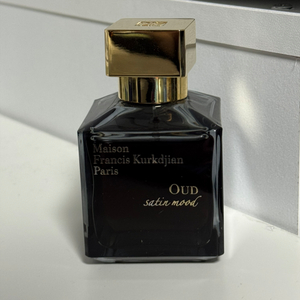 Maison
Francis Kurkdjian
Paris
OUD
satin mood